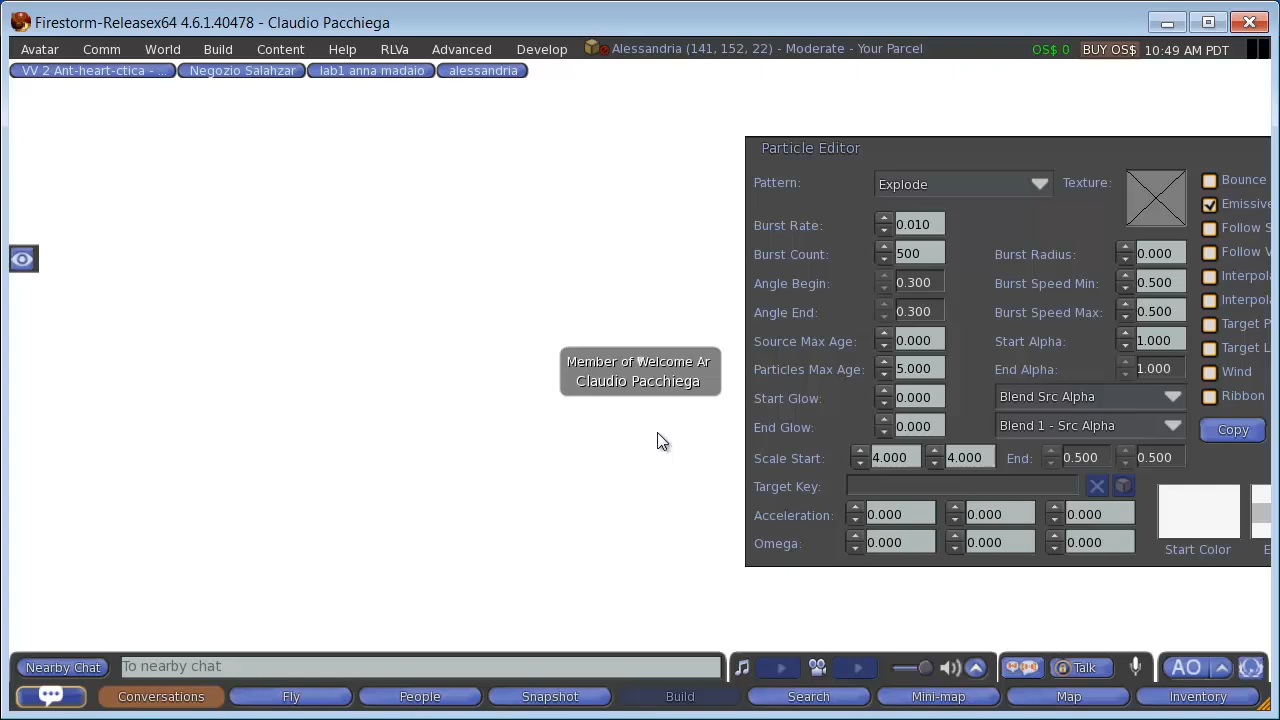 Firestorm-Releasex64 4.6.1.40478 - Claudio Pacchiega
Avatar Comm World Build Content Help RLVa Advanced Develop Alessandria (141, 152, 22) - Moderate - Your Parcel OS$ 0 BUY OS$ 10:49 AM PDT
VV 2 Ant-heart-ctica - ... Negozio Salahzar lab1 anna madaio alessandria
Particle Editor
Pattern: Explode Texture: Bounce
Emissive
Burst Rate: 0.010 Follow S
Burst Count: 500 Burst Radius: 0.000 Follow V
Angle Begin: 0.300 Burst Speed Min: 0.500 Interpola
Angle End: 0.300 Burst Speed Max: 0.500 Interpola
Target P
Source Max Age: 0.000 Start Alpha: 1.000 Target L
Particles Max Age: 5.000 End Alpha: 1.000 Wind
Start Glow: 0.000 Blend Src Alpha Ribbon
End Glow: 0.000 Blend 1 - Src Alpha Copy
Scale Start: 4.000 4.000 End: 0.500 0.500
Target Key:
Acceleration: 0.000 0.000 0.000
Omega: 0.000 0.000 0.000
Start Color E
Member of Welcome Ar
Claudio Pacchiega
Nearby Chat To nearby chat Talk AO
Conversations Fly People Snapshot Build Search Mini-map Map Inventory